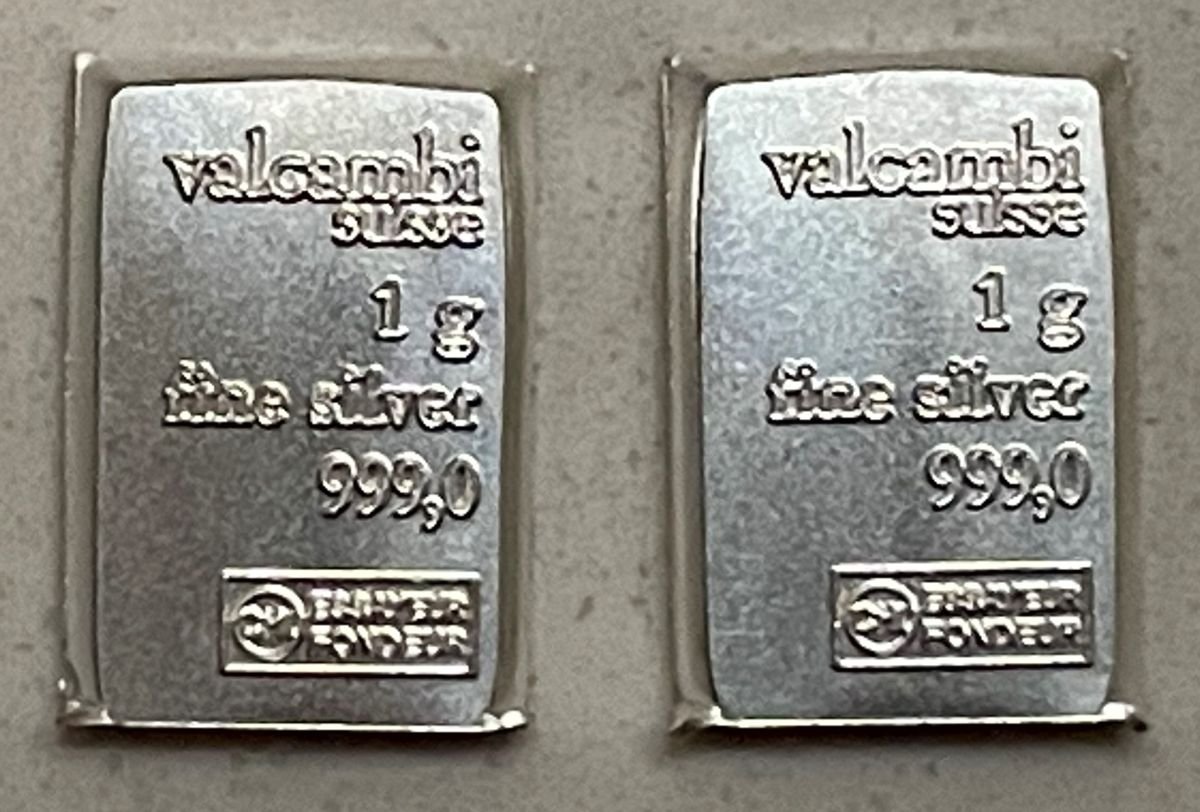 valcambi
suisse
1 g
fine silver
999,0
ESSAYEUR
FONDEUR
valcambi
suisse
1 g
fine silver
999,0
ESSAYEUR
FONDEUR